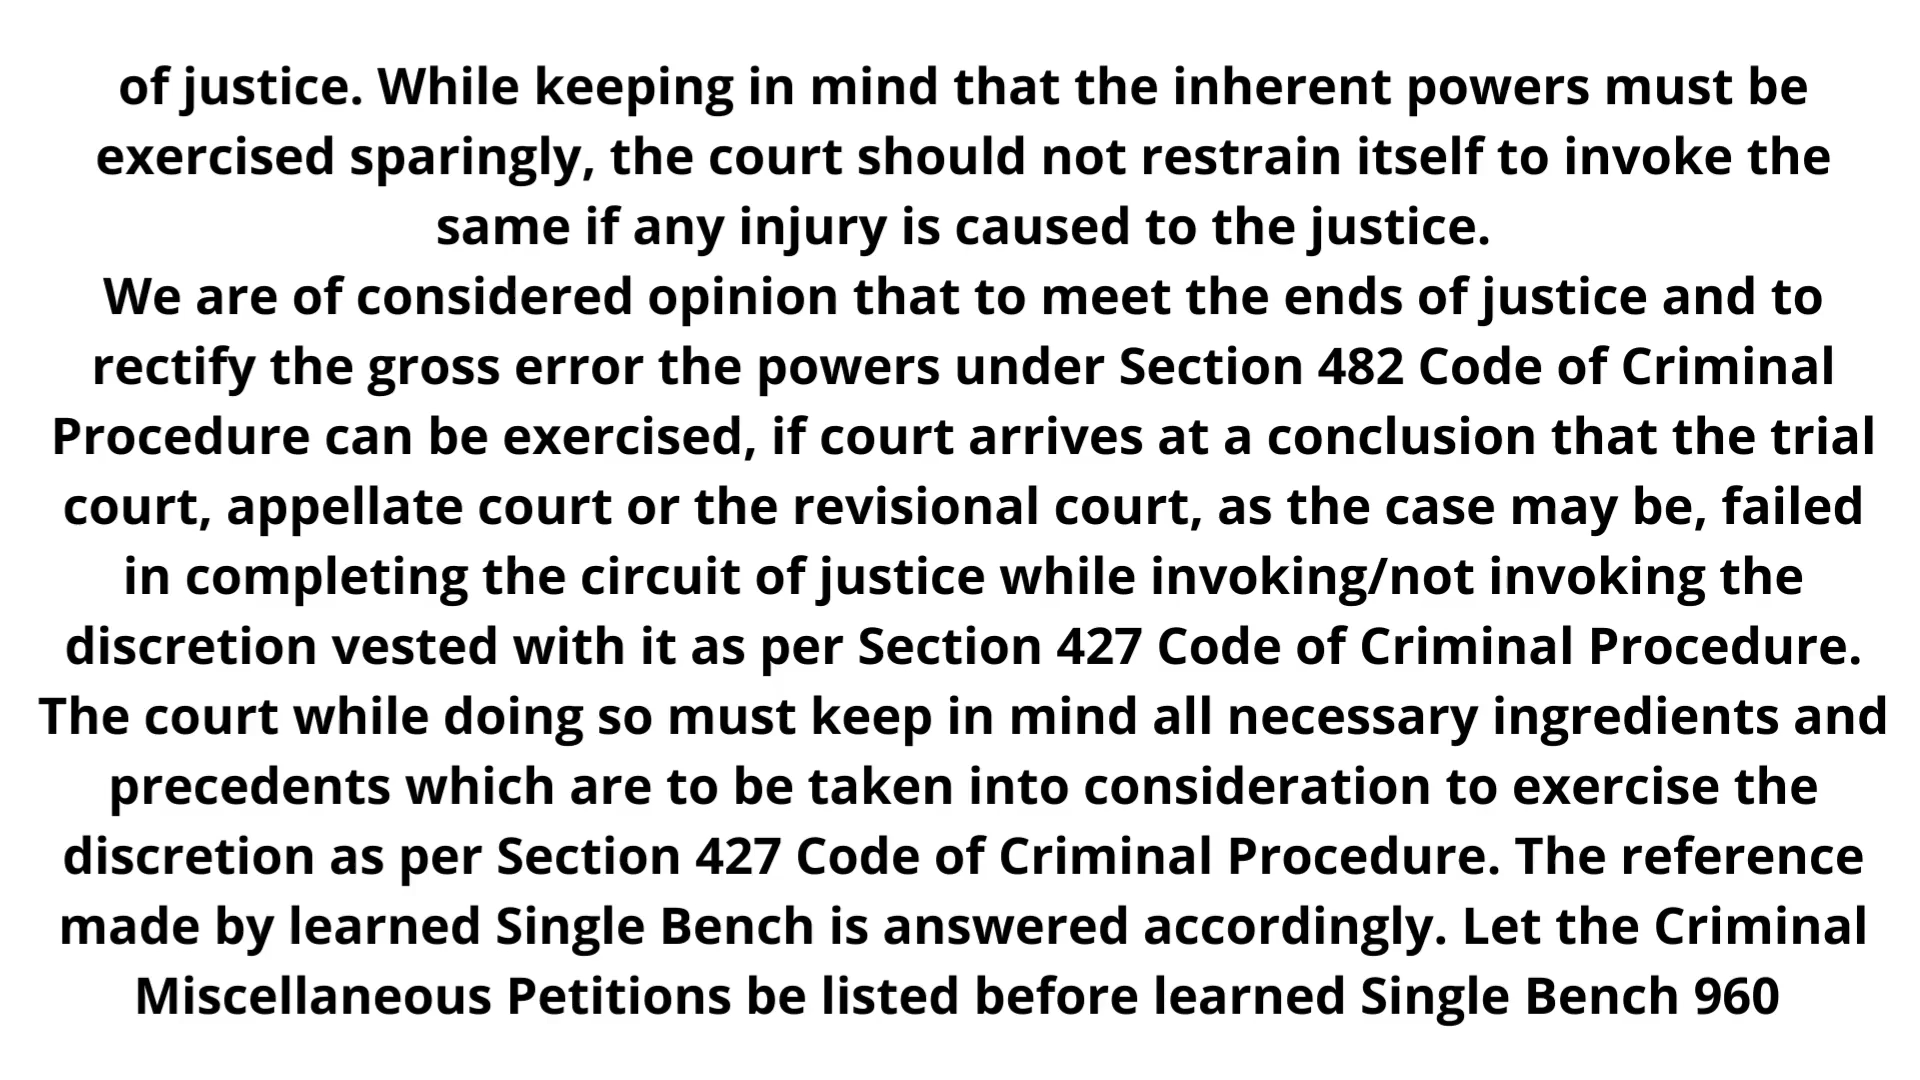 of justice. While keeping in mind that the inherent powers must be
exercised sparingly, the court should not restrain itself to invoke the
same if any injury is caused to the justice.
We are of considered opinion that to meet the ends of justice and to
rectify the gross error the powers under Section 482 Code of Criminal
Procedure can be exercised, if court arrives at a conclusion that the trial
court, appellate court or the revisional court, as the case may be, failed
in completing the circuit of justice while invoking/not invoking the
discretion vested with it as per Section 427 Code of Criminal Procedure.
The court while doing so must keep in mind all necessary ingredients and
precedents which are to be taken into consideration to exercise the
discretion as per Section 427 Code of Criminal Procedure. The reference
made by learned Single Bench is answered accordingly. Let the Criminal
Miscellaneous Petitions be listed before learned Single Bench 960